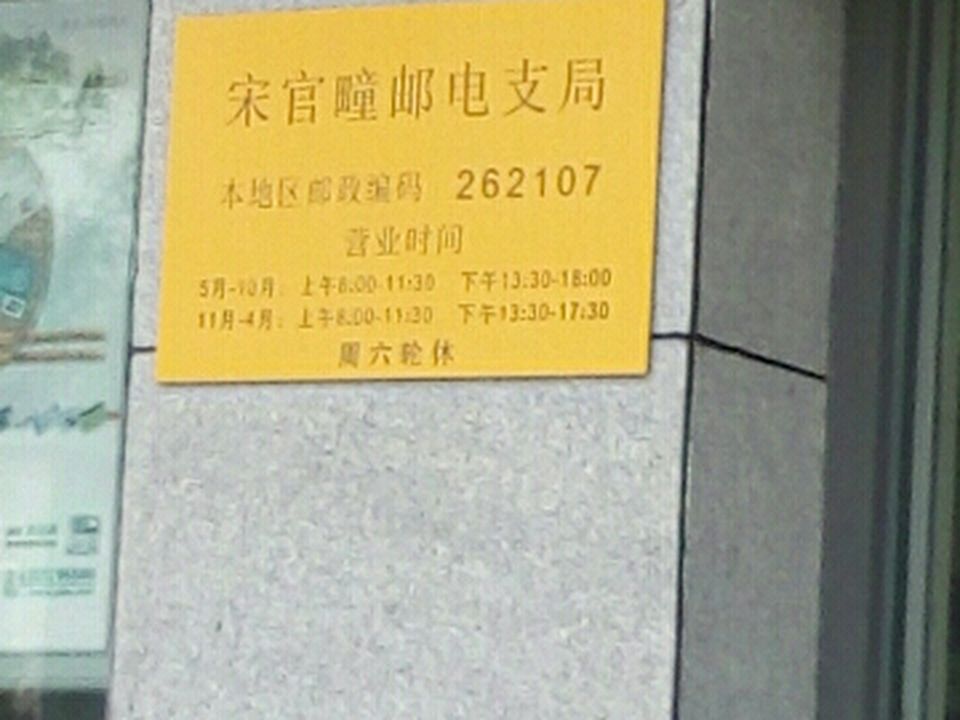 宋官疃邮电支局
本地区邮政编码 262107
营业时间
5月-10月：上午8:00-11:30 下午13:30-18:00
11月-4月：上午8:00-11:30 下午13:30-17:30
周六轮休